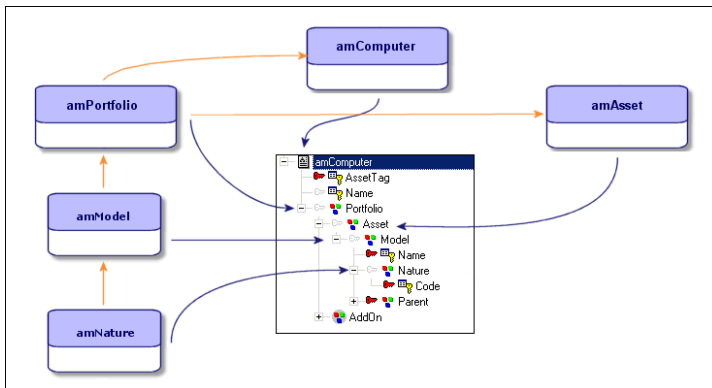 amComputer
amPortfolio
amAsset
amComputer
AssetTag
Name
Portfolio
amModel
Asset
Model
Name
Nature
Code
Parent
amNature
AddOn